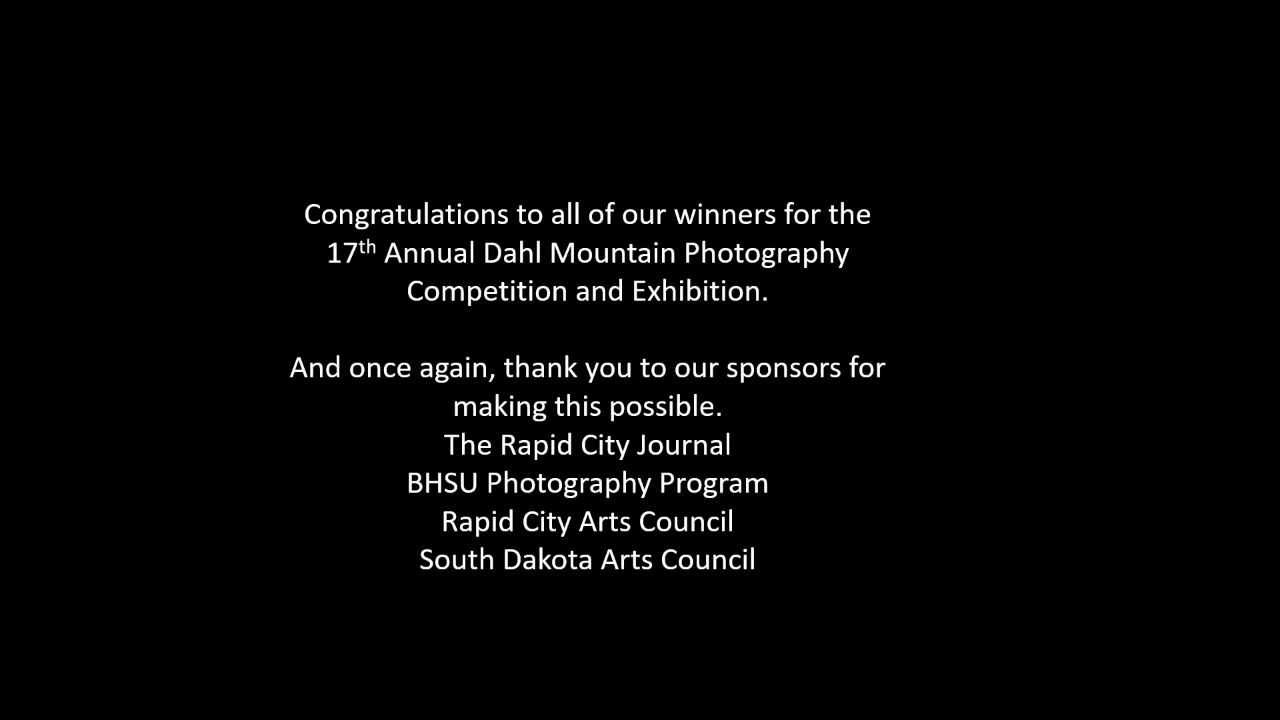 Congratulations to all of our winners for the
17th Annual Dahl Mountain Photography
Competition and Exhibition.
And once again, thank you to our sponsors for
making this possible.
The Rapid City Journal
BHSU Photography Program
Rapid City Arts Council
South Dakota Arts Council